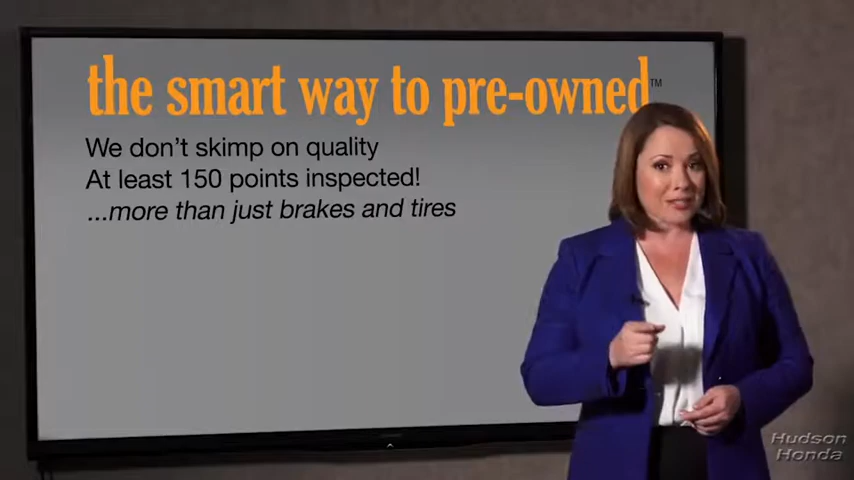 the smart way to pre-owned™
We don't skimp on quality
At least 150 points inspected!
...more than just brakes and tires
Hudson
Honda